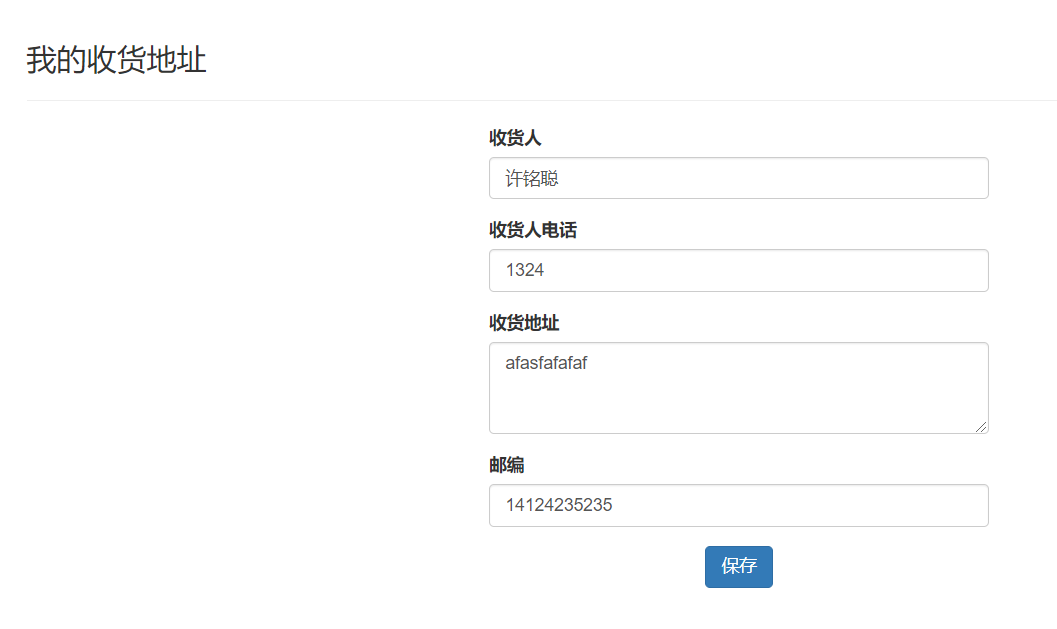 我的收货地址
收货人
许铭聪
收货人电话
1324
收货地址
afasfafafaf
邮编
14124235235
保存